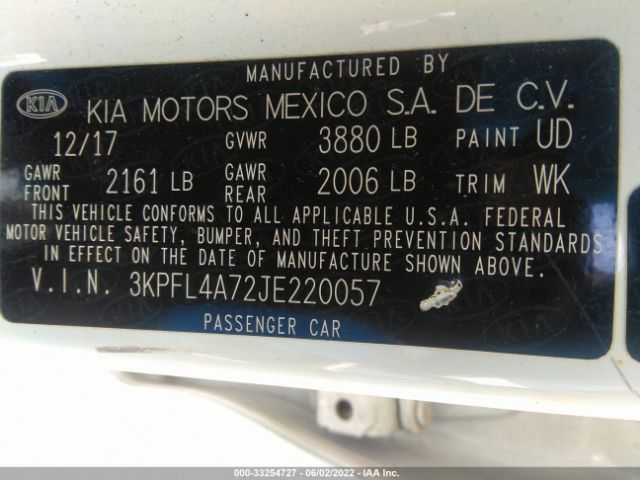 MANUFACTURED BY
KIA KIA MOTORS MEXICO S.A. DE C.V.
12/17 GVWR 3880 LB PAINT UD
GAWR FRONT 2161 LB GAWR REAR 2006 LB TRIM WK
THIS VEHICLE CONFORMS TO ALL APPLICABLE U.S.A. FEDERAL
MOTOR VEHICLE SAFETY, BUMPER, AND THEFT PREVENTION STANDARDS
IN EFFECT ON THE DATE OF MANUFACTURE SHOWN ABOVE.
V.I.N. 3KPFL4A72JE220057
PASSENGER CAR
000-33254727 - 06/02/2022 - IAA Inc.